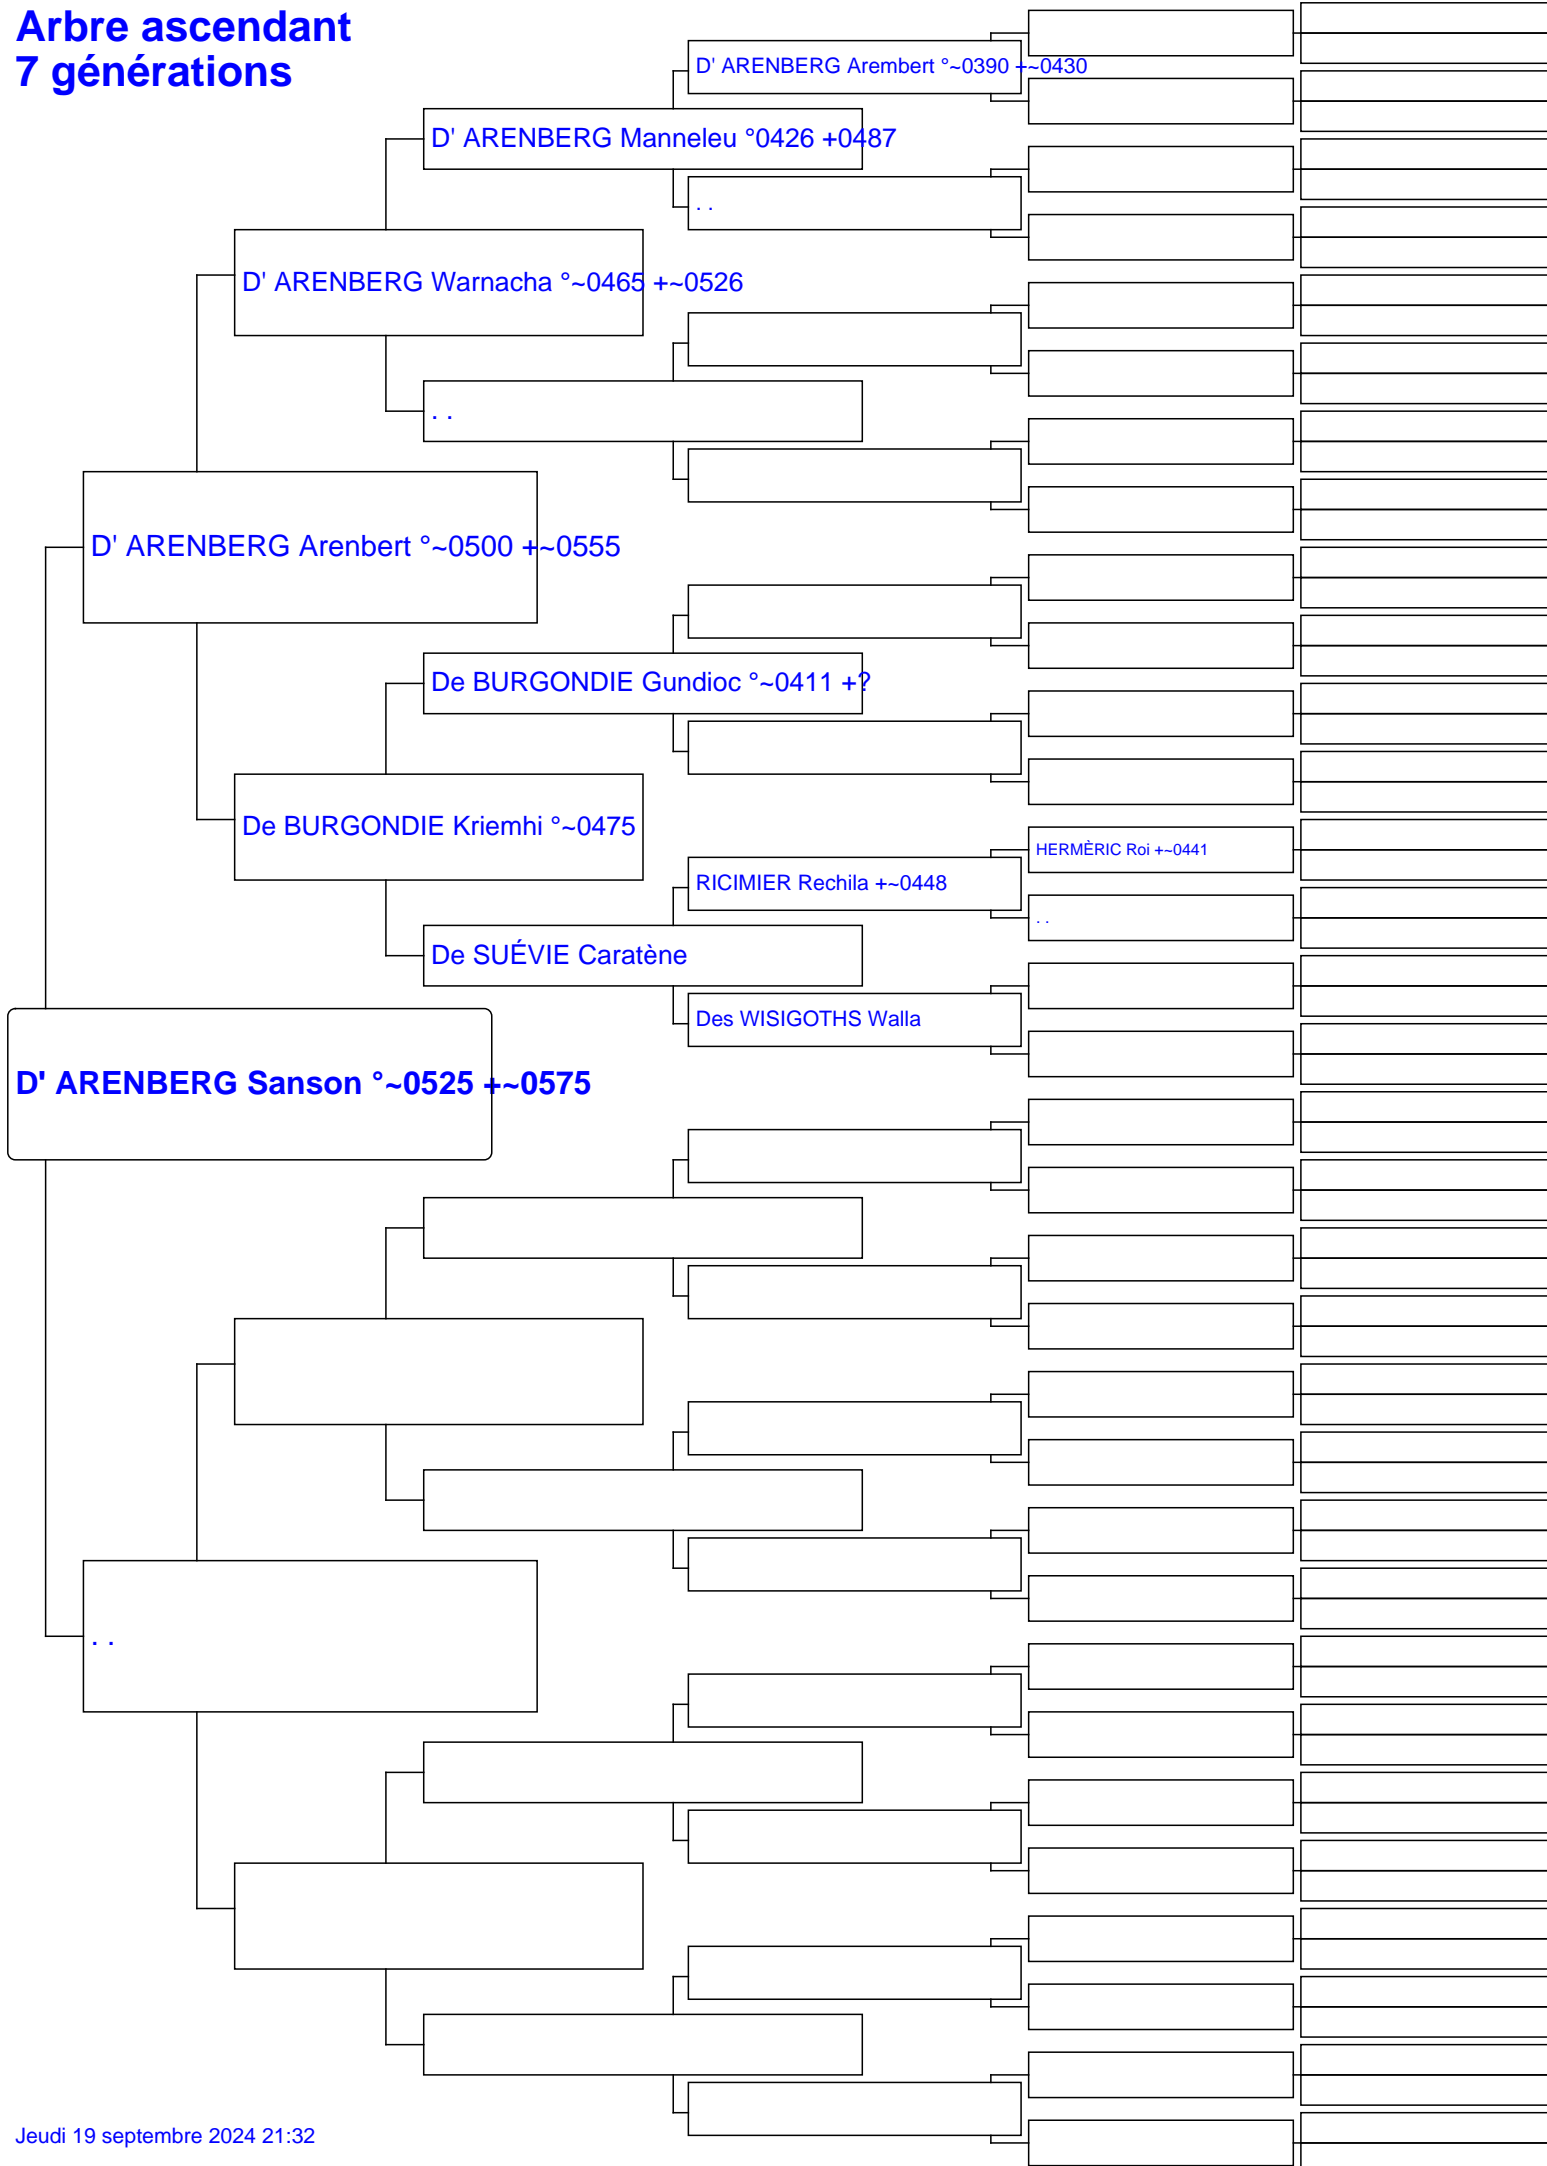 Arbre ascendant
7 générations
D' ARENBERG Arembert °~0390 +~0430
D' ARENBERG Manneleu °0426 +0487
. .
D' ARENBERG Warnacha °~0465 +~0526
. .
D' ARENBERG Arenbert °~0500 +~0555
De BURGONDIE Gundioc °~0411 +?
De BURGONDIE Kriemhi °~0475
HERMÈRIC Roi +~0441
RICIMIER Rechila +~0448
. .
De SUÉVIE Caratène
Des WISIGOTHS Walla
D' ARENBERG Sanson °~0525 +~0575
. .
Jeudi 19 septembre 2024 21:32